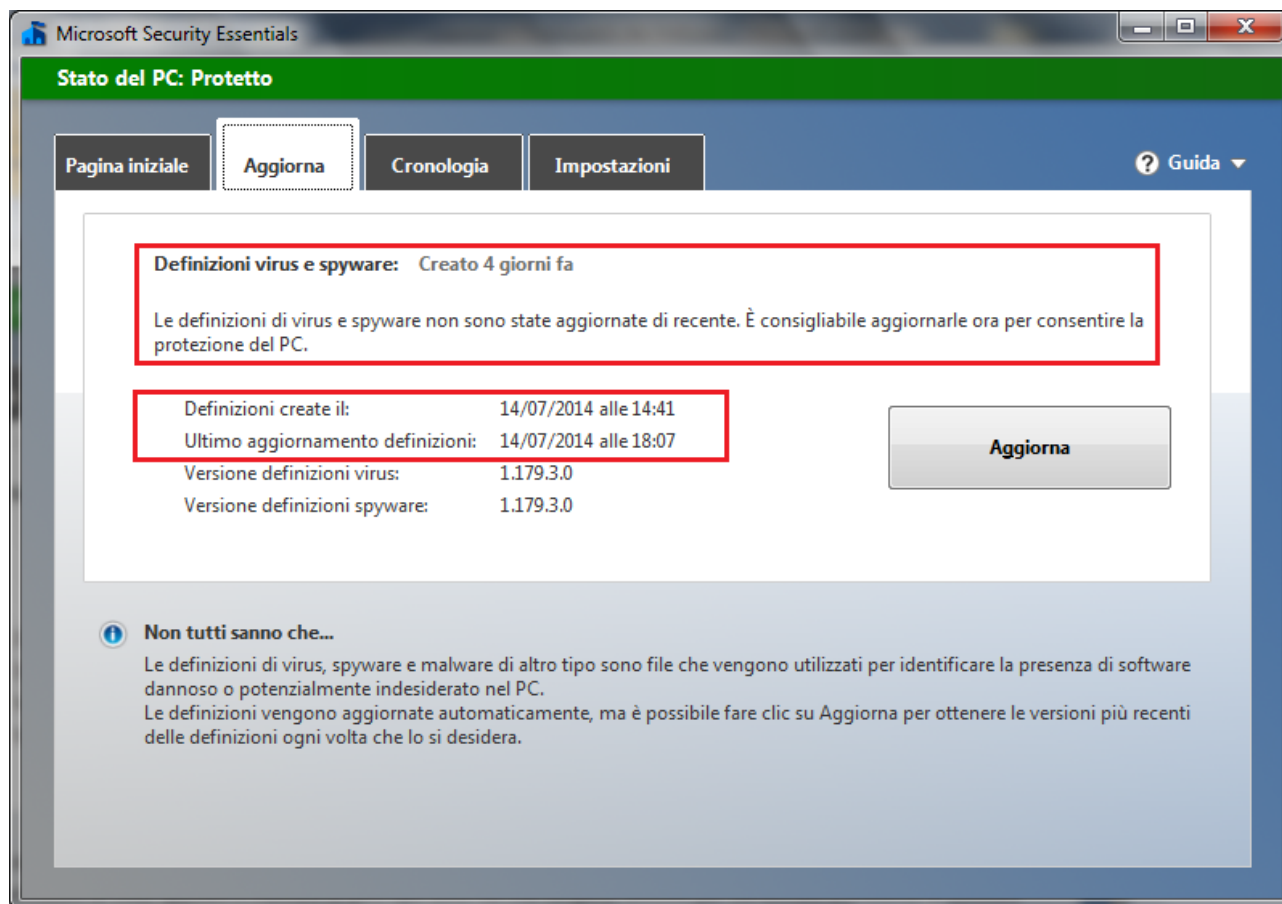 Microsoft Security Essentials
Stato del PC: Protetto
Pagina iniziale
Aggiorna
Cronologia
Impostazioni
? Guida
Definizioni virus e spyware: Creato 4 giorni fa
Le definizioni di virus e spyware non sono state aggiornate di recente. È consigliabile aggiornarle ora per consentire la
protezione del PC.
Definizioni create il: 14/07/2014 alle 14:41
Ultimo aggiornamento definizioni: 14/07/2014 alle 18:07
Versione definizioni virus: 1.179.3.0
Versione definizioni spyware: 1.179.3.0
Aggiorna
Non tutti sanno che...
Le definizioni di virus, spyware e malware di altro tipo sono file che vengono utilizzati per identificare la presenza di software
dannoso o potenzialmente indesiderato nel PC.
Le definizioni vengono aggiornate automaticamente, ma è possibile fare clic su Aggiorna per ottenere le versioni più recenti
delle definizioni ogni volta che lo si desidera.